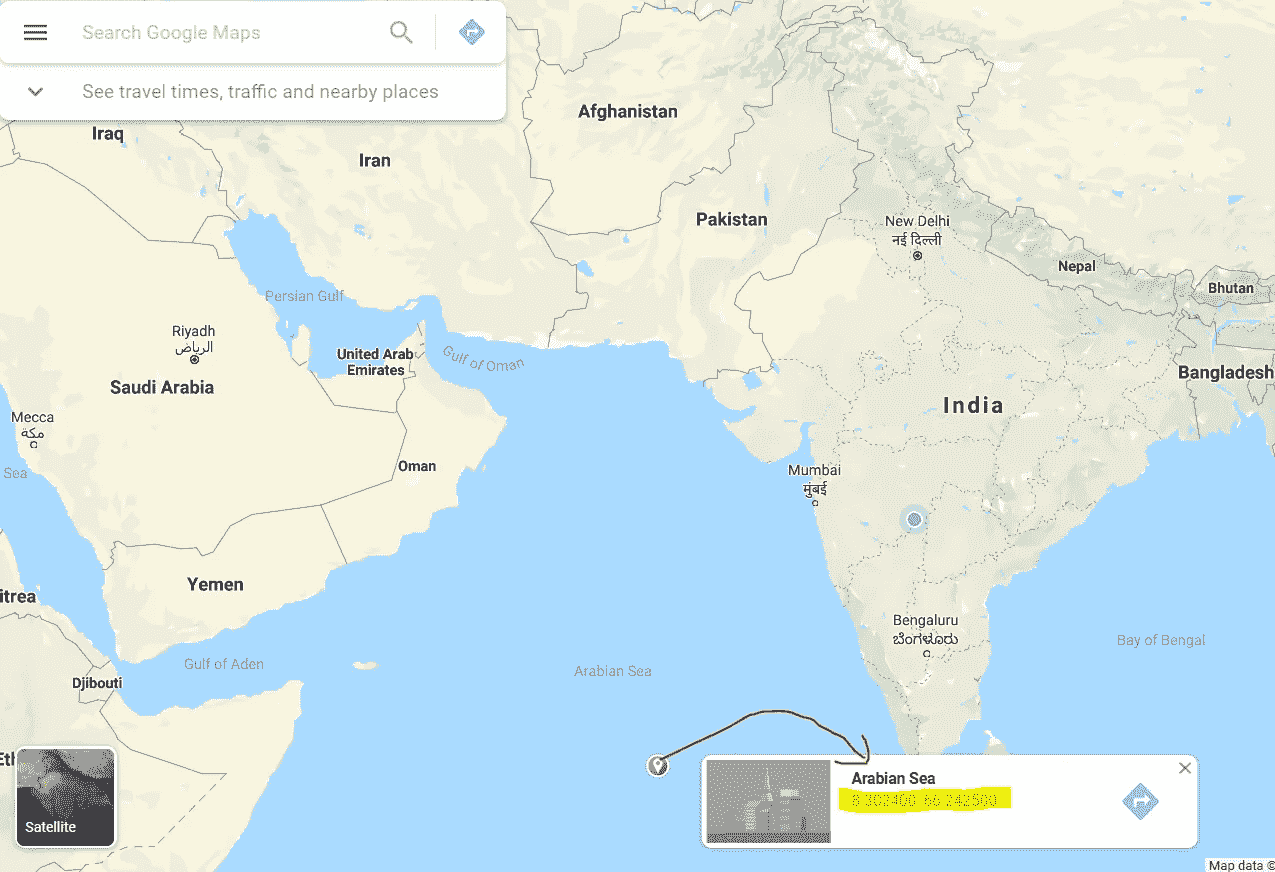 Search Google Maps
See travel times, traffic and nearby places
Afghanistan
Iraq
Iran
Pakistan
New Delhi
नई दिल्ली
Nepal
Bhutan
Persian Gulf
Riyadh
الرياض
United Arab
Emirates
Gulf of Oman
Bangladesh
Saudi Arabia
India
Mecca
مكة
Oman
Sea
Mumbai
मुंबई
Yemen
itrea
Bengaluru
ಬೆಂಗಳೂರು
Bay of Bengal
Gulf of Aden
Arabian Sea
Djibouti
Eth
Arabian Sea
8.302400, 66.242500
Satellite
Map data ©